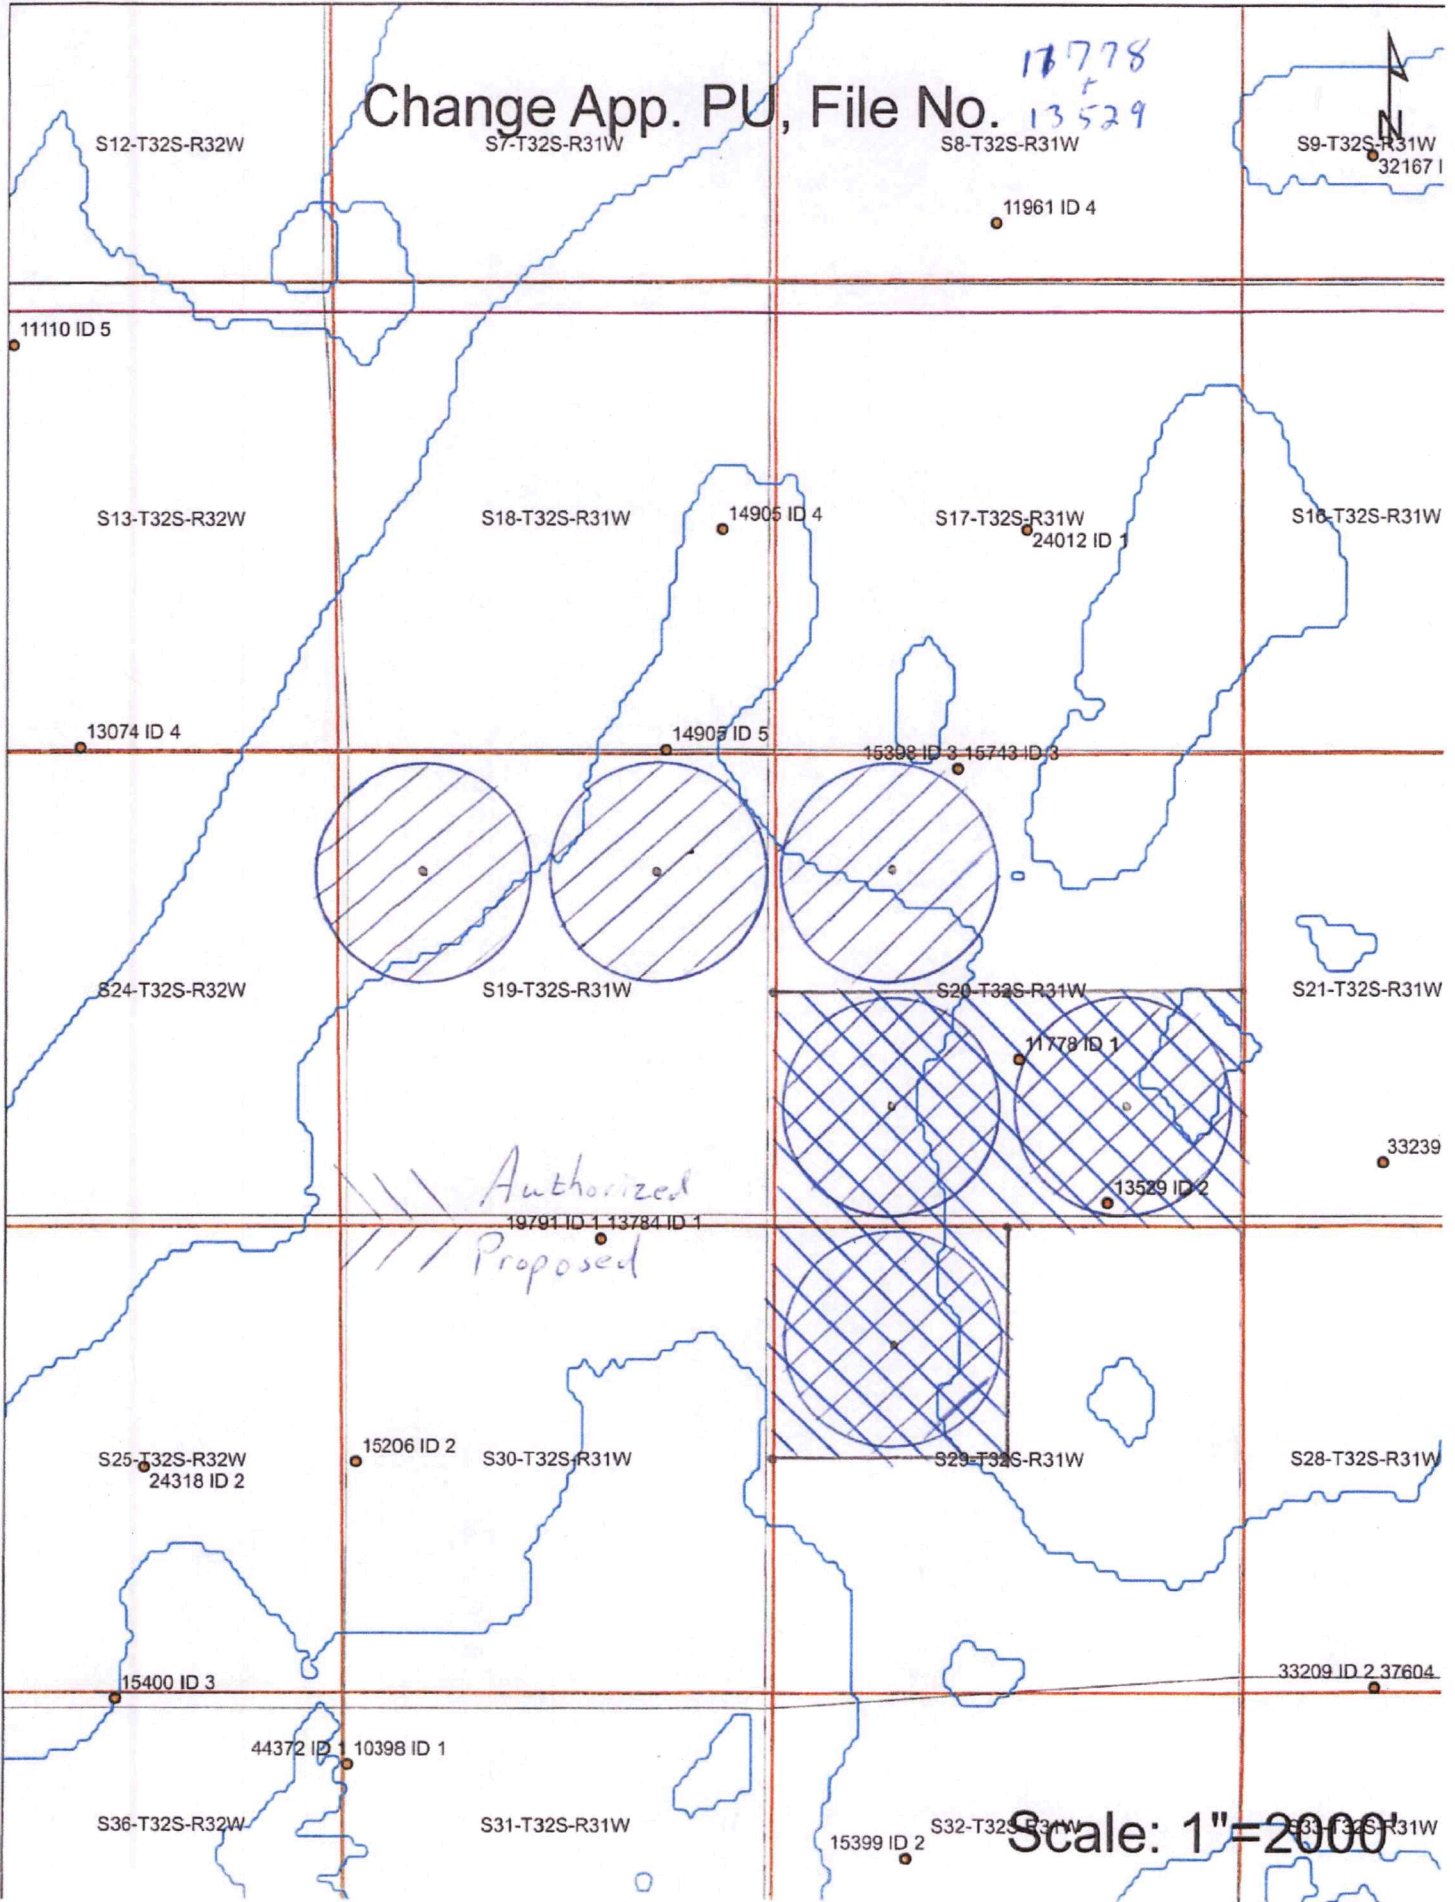 11778
+
Change App. PU, File No. 13529
N
S12-T32S-R32W S7-T32S-R31W S8-T32S-R31W S9-T32S-R31W
32167 I
11961 ID 4
11110 ID 5
S13-T32S-R32W S18-T32S-R31W 14905 ID 4 S17-T32S-R31W S16-T32S-R31W
24012 ID 1
13074 ID 4 14905 ID 5
15398 ID 3 15743 ID 3
S24-T32S-R32W S19-T32S-R31W S20-T32S-R31W S21-T32S-R31W
11778 ID 1
33239
Authorized 13529 ID 2
19791 ID 1 13784 ID 1
Proposed
15206 ID 2
S25-T32S-R32W S30-T32S-R31W S29-T32S-R31W S28-T32S-R31W
24318 ID 2
15400 ID 3 33209 ID 2 37604
44372 ID 1 10398 ID 1
S36-T32S-R32W S31-T32S-R31W S32-T32S-R31W S33-T32S-R31W
Scale: 1"=2000'
15399 ID 2